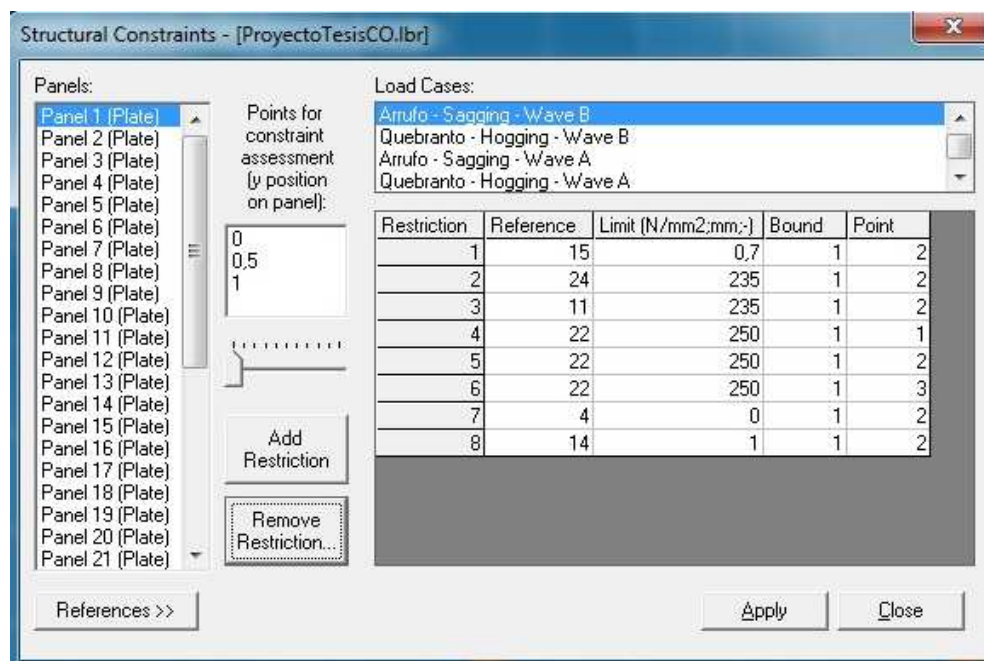 Structural Constraints - [ProyectoTesisCO.lbr]
Panels:
Panel 1 (Plate)
Panel 2 (Plate)
Panel 3 (Plate)
Panel 4 (Plate)
Panel 5 (Plate)
Panel 6 (Plate)
Panel 7 (Plate)
Panel 8 (Plate)
Panel 9 (Plate)
Panel 10 (Plate)
Panel 11 (Plate)
Panel 12 (Plate)
Panel 13 (Plate)
Panel 14 (Plate)
Panel 15 (Plate)
Panel 16 (Plate)
Panel 17 (Plate)
Panel 18 (Plate)
Panel 19 (Plate)
Panel 20 (Plate)
Panel 21 (Plate)
References >>
Points for
constraint
assessment
(y position
on panel):
0
0,5
1
Add
Restriction
Remove
Restriction...
Load Cases:
Arrufo - Sagging - Wave B
Quebranto - Hogging - Wave B
Arrufo - Sagging - Wave A
Quebranto - Hogging - Wave A
Restriction Reference Limit (N/mm2;mm;-) Bound Point
1 15 0,7 1 2
2 24 235 1 2
3 11 235 1 2
4 22 250 1 1
5 22 250 1 2
6 22 250 1 3
7 4 0 1 2
8 14 1 1 2
Apply
Close